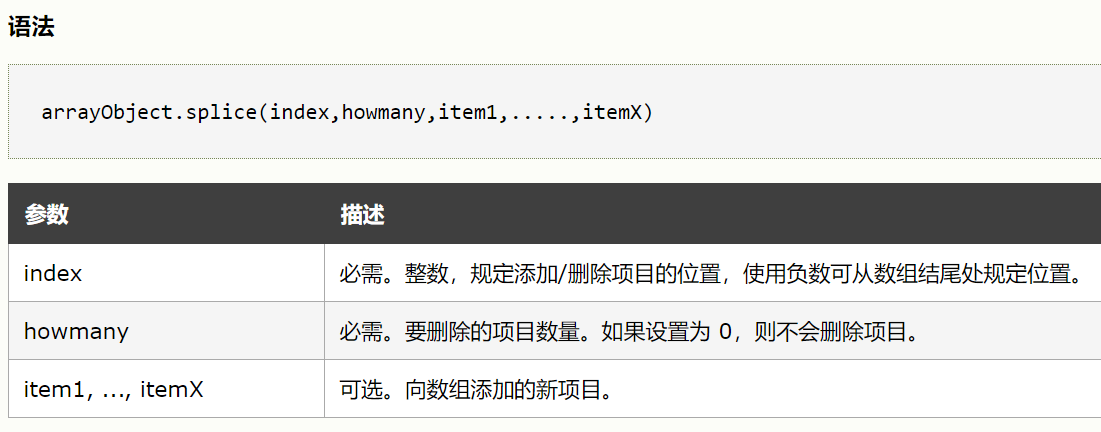 语法
arrayObject.splice(index,howmany,item1,.....,itemX)
参数 描述
index 必需。整数，规定添加/删除项目的位置，使用负数可从数组结尾处规定位置。
howmany 必需。要删除的项目数量。如果设置为 0，则不会删除项目。
item1, ..., itemX 可选。向数组添加的新项目。